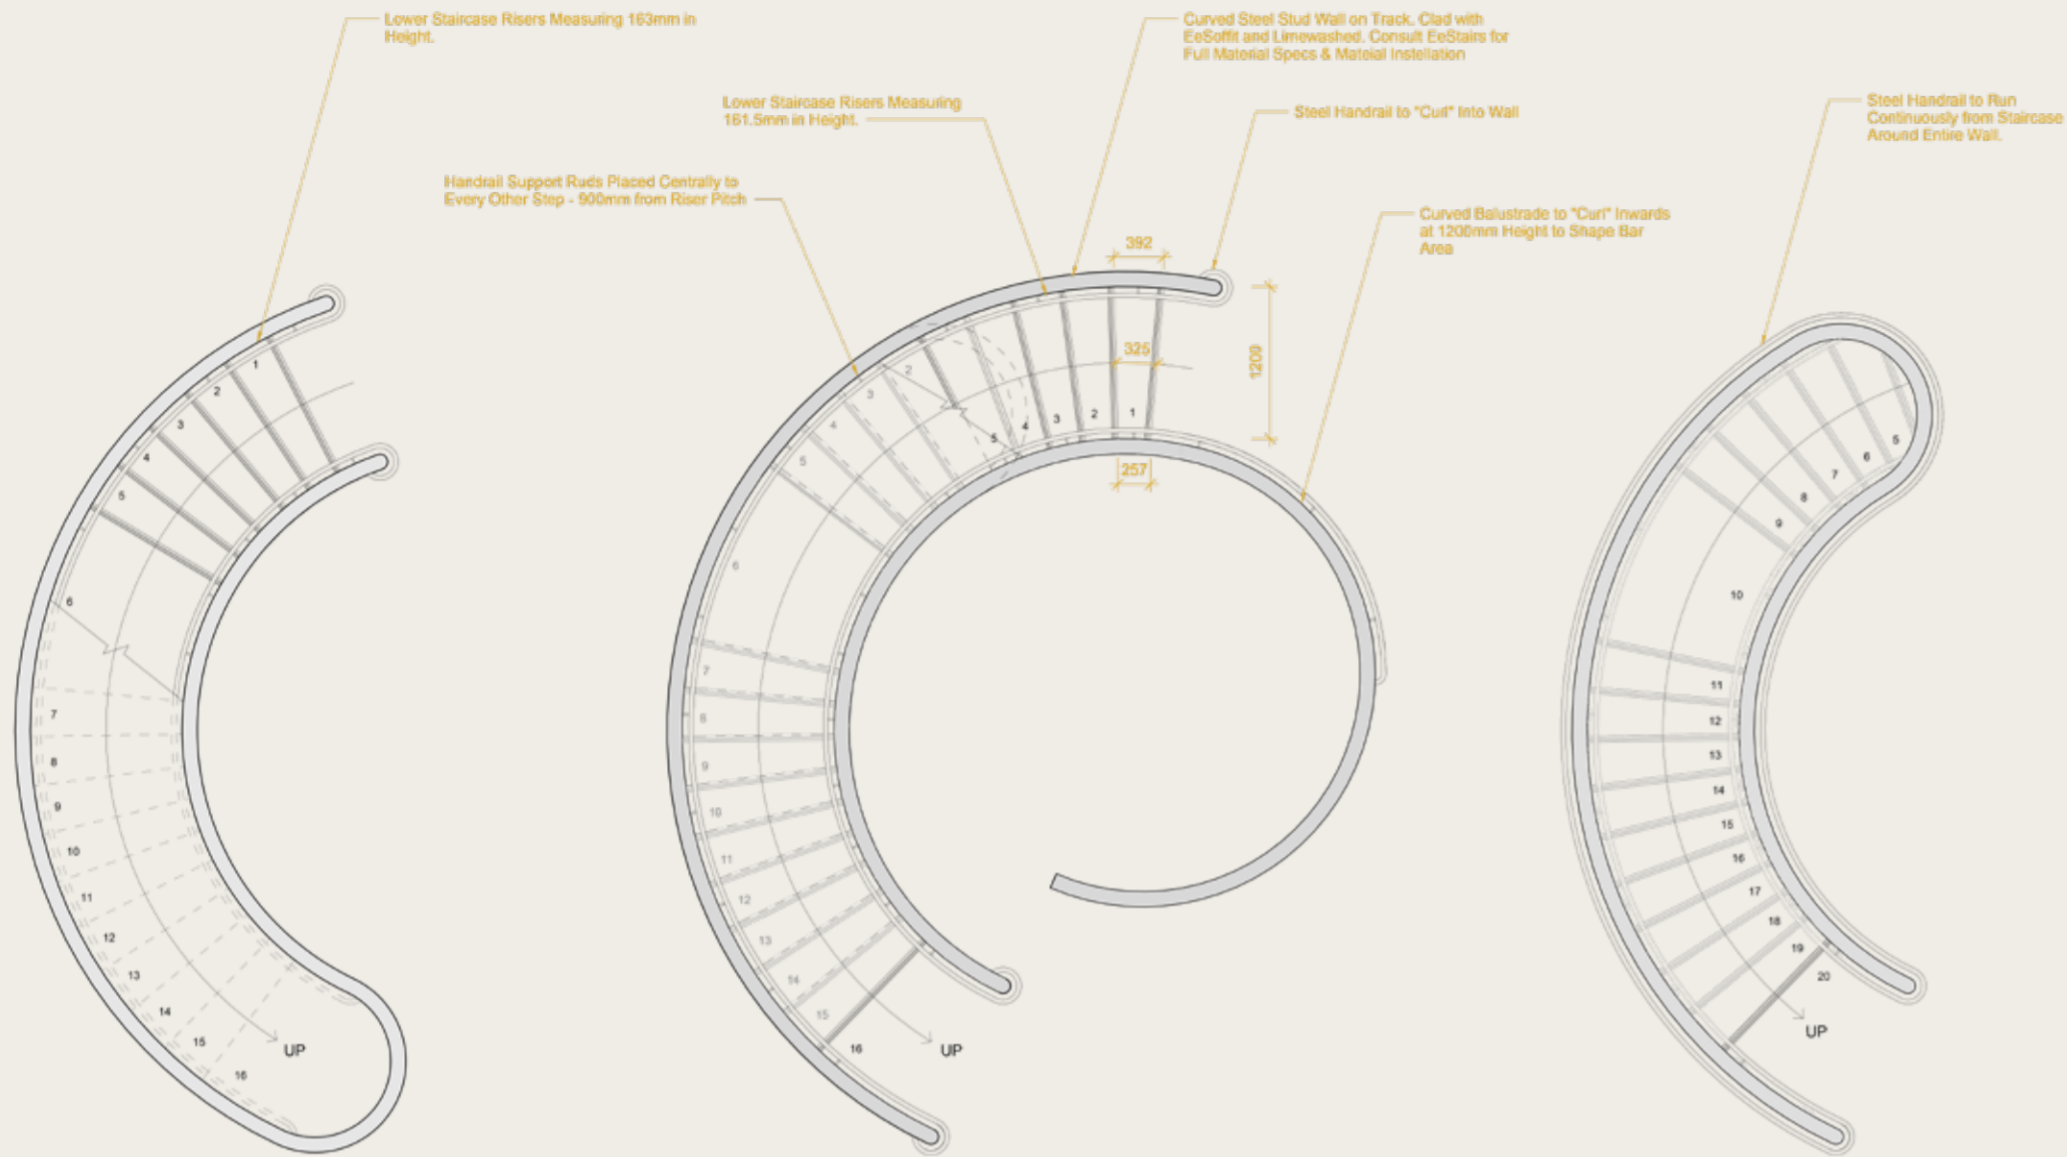 Lower Staircase Risers Measuring 163mm in
Height.
Curved Steel Stud Wall on Track. Clad with
EeSoffit and Limewashed. Consult EeStairs for
Full Material Specs & Mateial Instellation
Lower Staircase Risers Measuring
161.5mm in Height.
Steel Handrail to "Curl" Into Wall
Steel Handrail to Run
Continuously from Staircase
Around Entire Wall.
Handrail Support Rods Placed Centrally to
Every Other Step - 900mm from Riser Pitch
Curved Balustrade to "Curl" Inwards
at 1200mm Height to Shape Bar
Area
1
2
3
4
5
6
7
8
9
10
11
12
13
14
15
16
UP
392
325
1200
257
1
2
3
4
5
2
3
4
5
6
7
8
9
10
11
12
13
14
15
16
UP
5
6
7
8
9
10
11
12
13
14
15
16
17
18
19
20
UP